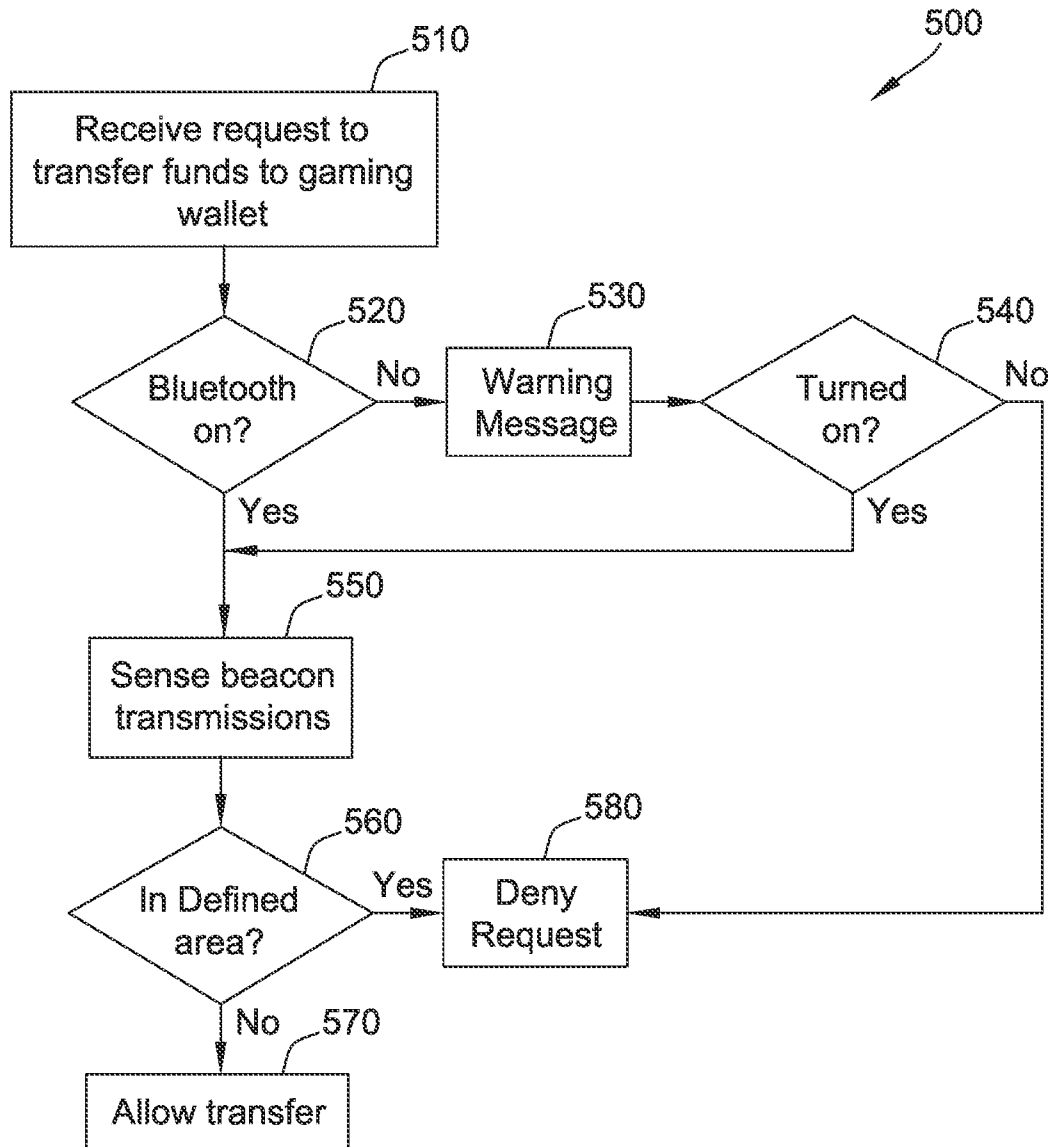 510
500
Receive request to
transfer funds to gaming
wallet
520
530
540
Bluetooth
on?
No
Warning
Message
Turned
on?
No
Yes
Yes
550
Sense beacon
transmissions
560
580
In Defined
area?
Yes
Deny
Request
No
570
Allow transfer